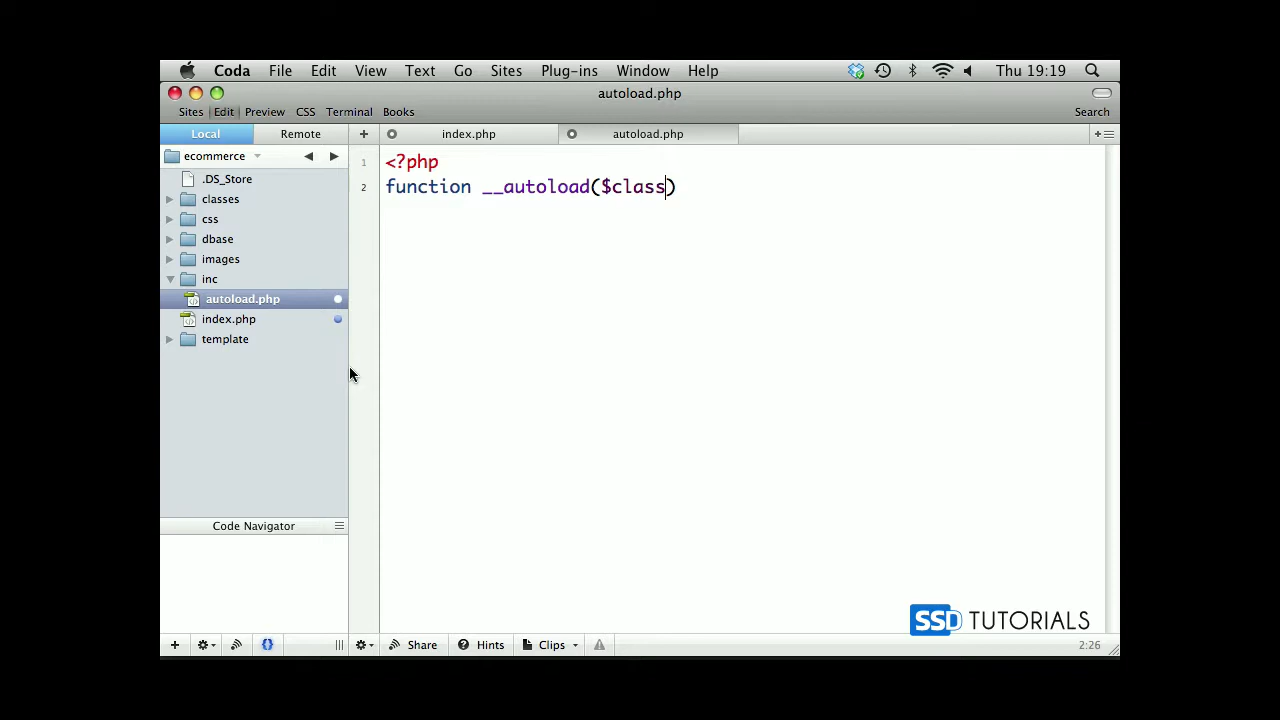 Coda File Edit View Text Go Sites Plug-ins Window Help Thu 19:19
autoload.php
Sites Edit Preview CSS Terminal Books Search
Local Remote + index.php autoload.php
ecommerce
.DS_Store
classes
css
dbase
images
inc
autoload.php
index.php
template
1 <?php
2 function __autoload($class)
Code Navigator
SSD TUTORIALS
Share Hints Clips 2:26